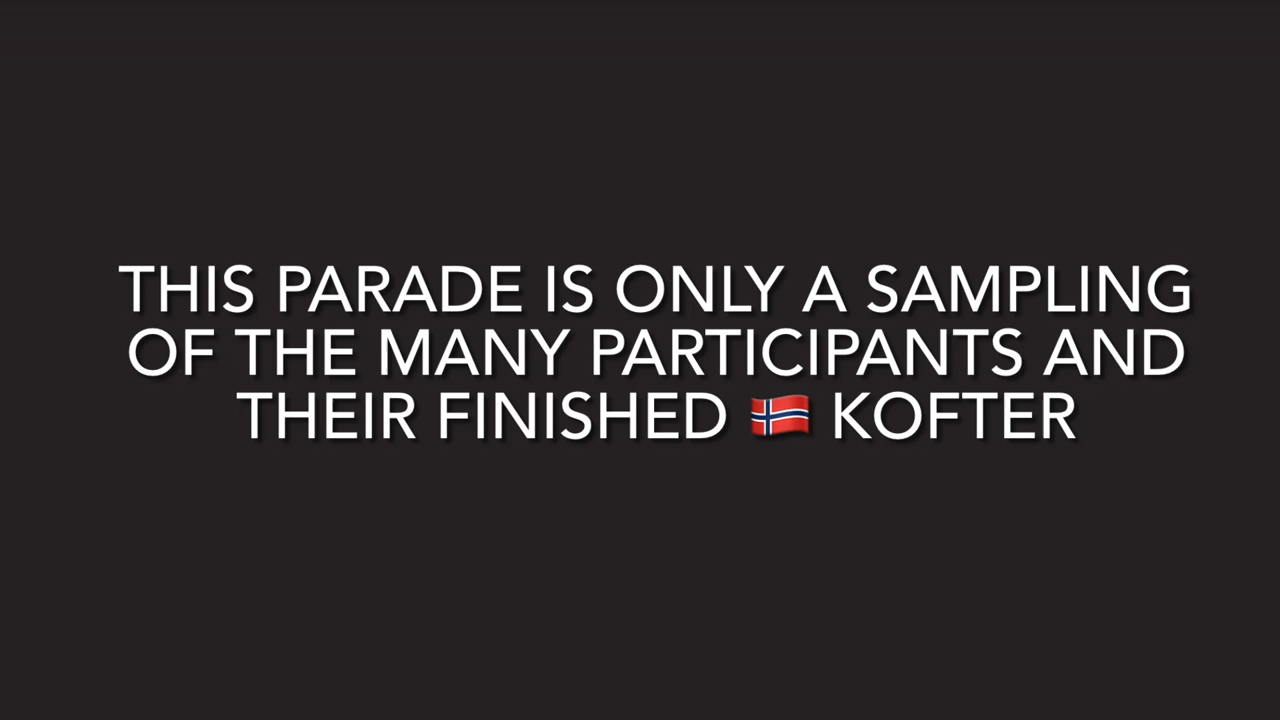 THIS PARADE IS ONLY A SAMPLING
OF THE MANY PARTICIPANTS AND
THEIR FINISHED 🇳🇴 KOFTER